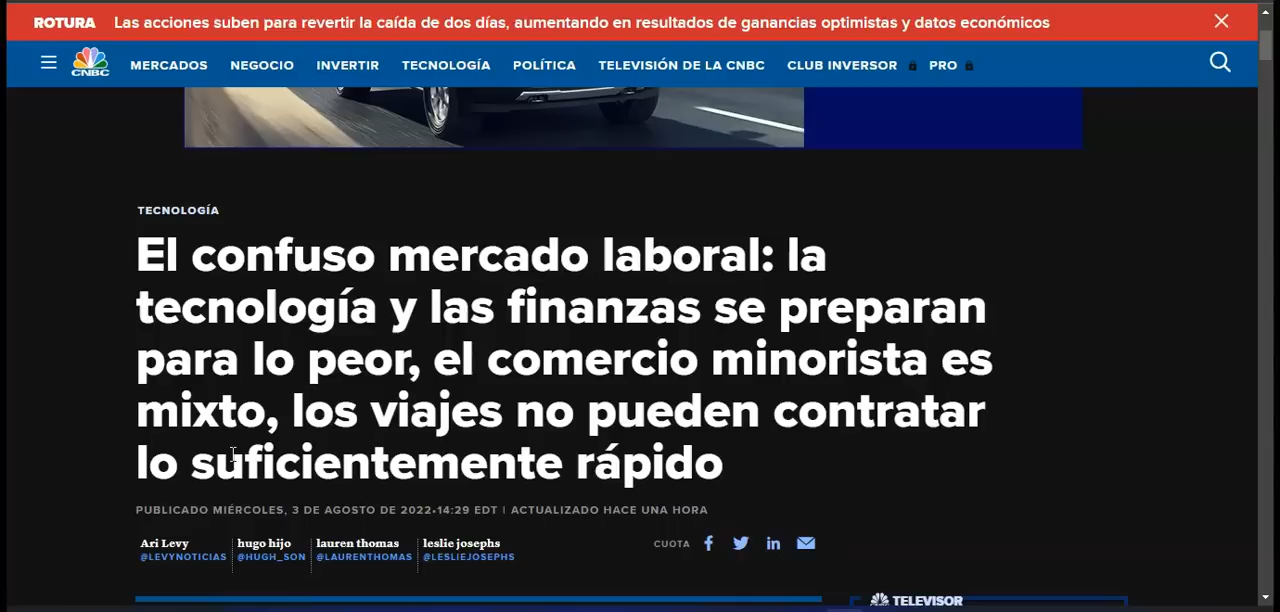 ROTURA Las acciones suben para revertir la caída de dos días, aumentando en resultados de ganancias optimistas y datos económicos
CNBC MERCADOS NEGOCIO INVERTIR TECNOLOGÍA POLÍTICA TELEVISIÓN DE LA CNBC CLUB INVERSOR PRO
TECNOLOGÍA
El confuso mercado laboral: la
tecnología y las finanzas se preparan
para lo peor, el comercio minorista es
mixto, los viajes no pueden contratar
lo suficientemente rápido
PUBLICADO MIÉRCOLES, 3 DE AGOSTO DE 2022•14:29 EDT | ACTUALIZADO HACE UNA HORA
Ari Levy hugo hijo lauren thomas leslie josephs
@LEVYNOTICIAS @HUGH_SON @LAURENTHOMAS @LESLIEJOSEPHS
CUOTA
TELEVISOR